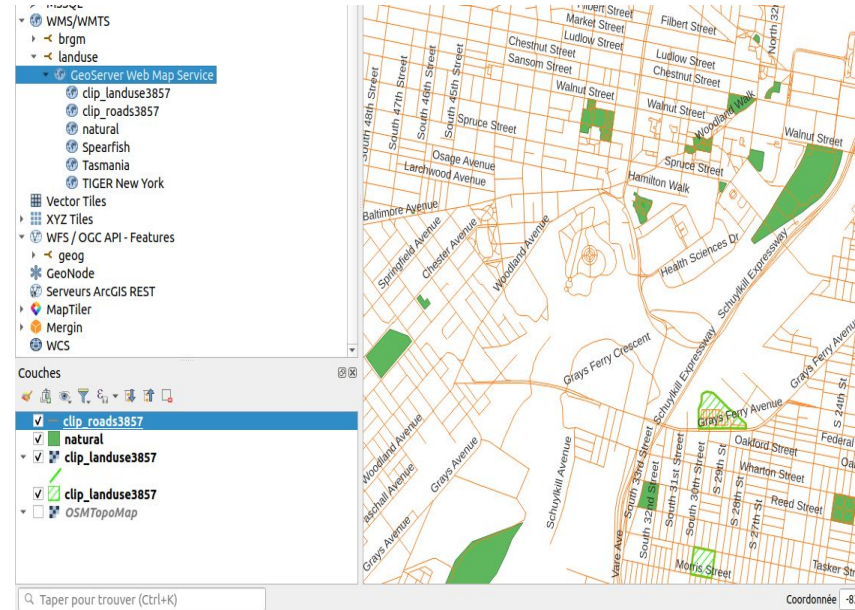 MSSQL
WMS/WMTS
brgm
landuse
GeoServer Web Map Service
clip_landuse3857
clip_roads3857
natural
Spearfish
Tasmania
TIGER New York
Vector Tiles
XYZ Tiles
WFS / OGC API - Features
geog
GeoNode
Serveurs ArcGIS REST
MapTiler
Mergin
WCS
Couches
clip_roads3857
natural
clip_landuse3857
clip_landuse3857
OSMTopoMap
Taper pour trouver (Ctrl+K)
Filbert Street
Market Street
Filbert Street
Ludlow Street
North 32n
Chestnut Street
Ludlow Street
Sansom Street
Chestnut Street
Walnut Street
Walnut Street
Woodland Walk
Walnut Street
South 48th Street
South 47th Street
South 46th Street
South 45th Street
Spruce Street
Spruce Street
Osage Avenue
Larchwood Avenue
Hamilton Walk
Baltimore Avenue
Springfield Avenue
Chester Avenue
Woodland Avenue
Health Sciences Dr
Schuylkill Expressway
Grays Ferry Crescent
Schuylkill Expressway
Grays Ferry Avenue
Grays Ferry Avenue
S 24th St
Woodland Avenue
Grays Avenue
Paschall Avenue
Grays Avenue
Schuylkill Avenue
South 33rd Street
South 32nd Street
South 31st Street
South 30th Street
S 29th St
S 28th St
S 27th St
Oakford Street
Federal
Wharton Street
Reed Street
Vare Ave
Morris Street
Tasker St
Coordonnée